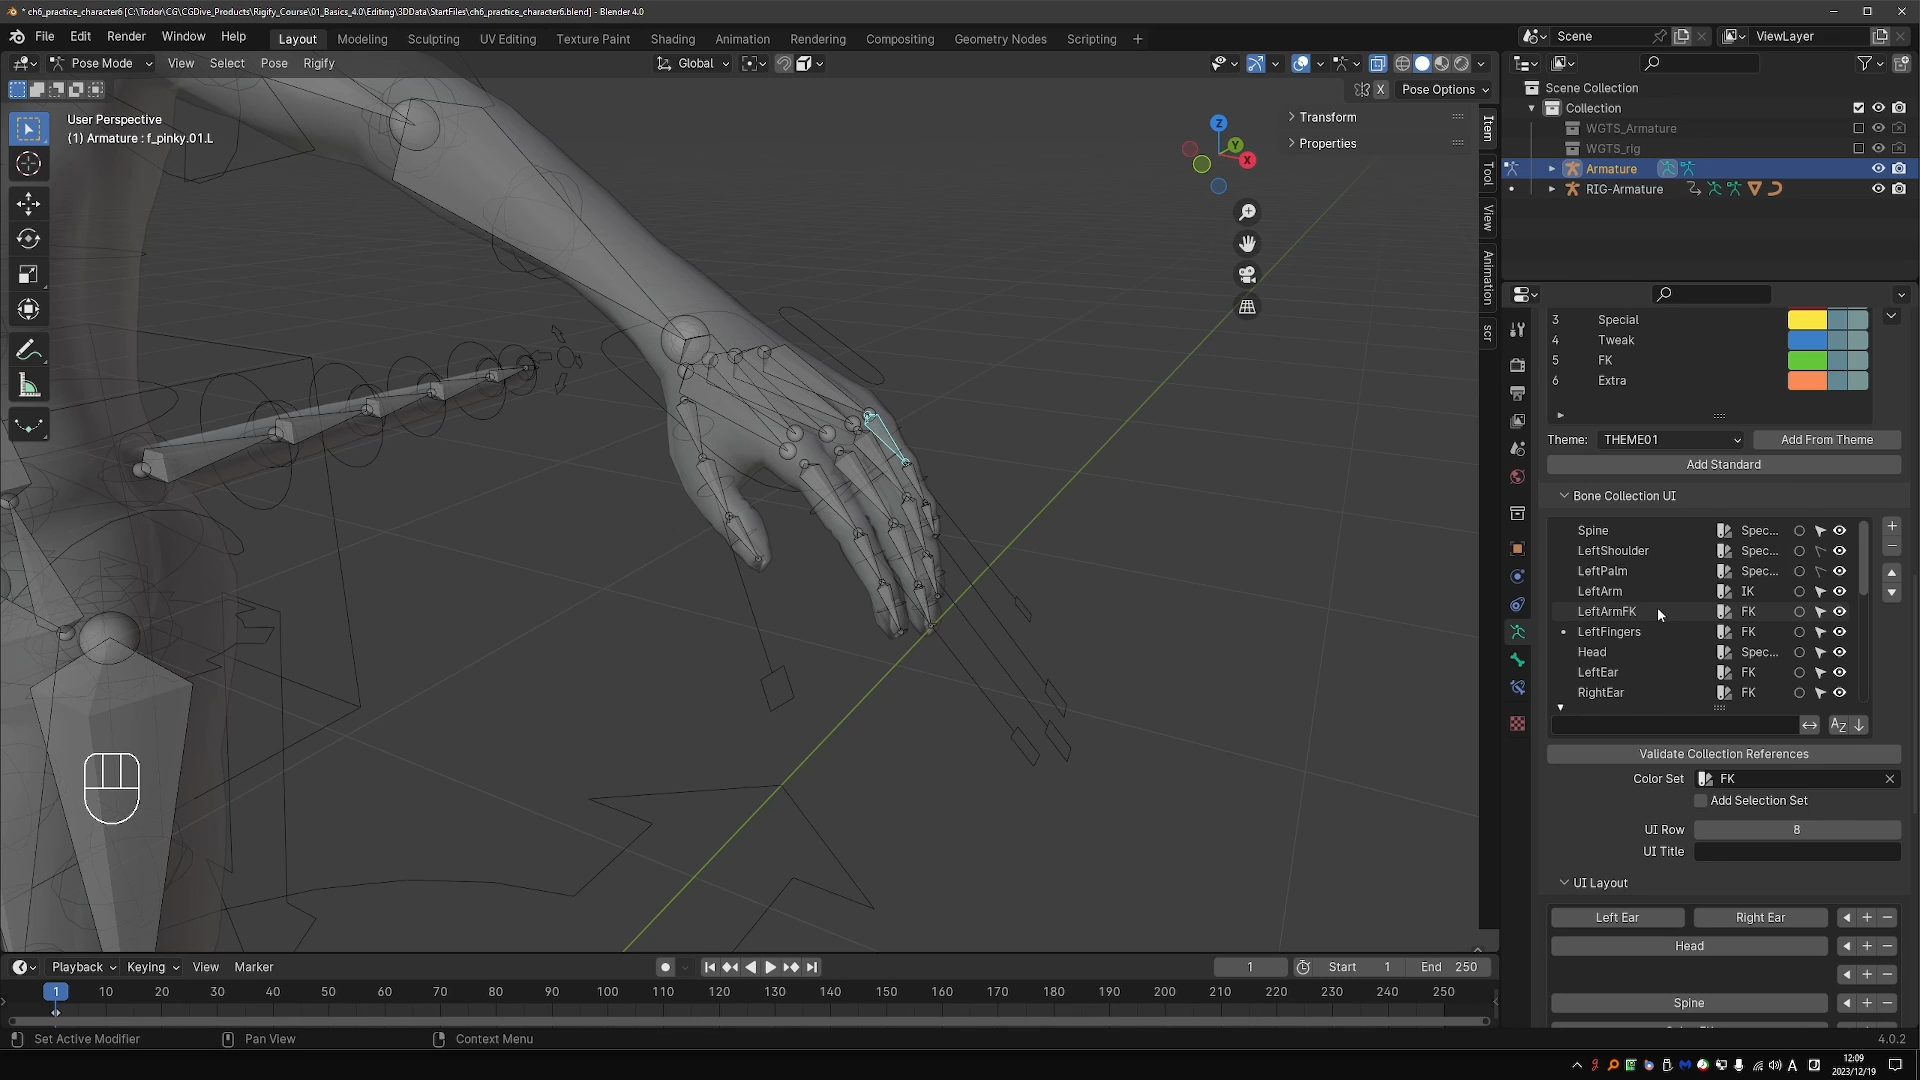 * ch6_practice_character6 [C:\Todor\CG\CGDive_Products\Rigify_Course\01_Basics_4.0\Editing\3DData\StartFiles\ch6_practice_character6.blend] - Blender 4.0
File Edit Render Window Help
Layout Modeling Sculpting UV Editing Texture Paint Shading Animation Rendering Compositing Geometry Nodes Scripting +
Scene
ViewLayer
Pose Mode View Select Pose Rigify
Global
X Pose Options
User Perspective
(1) Armature : f_pinky.01.L
Z
Y
X
Transform
Properties
Item
Tool
View
Animation
scr
Scene Collection
Collection
WGTS_Armature
WGTS_rig
Armature
RIG-Armature
3 Special
4 Tweak
5 FK
6 Extra
Theme: THEME01 Add From Theme
Add Standard
Bone Collection UI
Spine Spec...
LeftShoulder Spec...
LeftPalm Spec...
LeftArm IK
LeftArmFK FK
LeftFingers FK
Head Spec...
LeftEar FK
RightEar FK
Validate Collection References
Color Set FK
Add Selection Set
UI Row 8
UI Title
UI Layout
Left Ear Right Ear
Head
Spine
Playback Keying View Marker
1 Start 1 End 250
1 10 20 30 40 50 60 70 80 90 100 110 120 130 140 150 160 170 180 190 200 210 220 230 240 250
Set Active Modifier Pan View Context Menu 4.0.2
A 12:09
2023/12/19